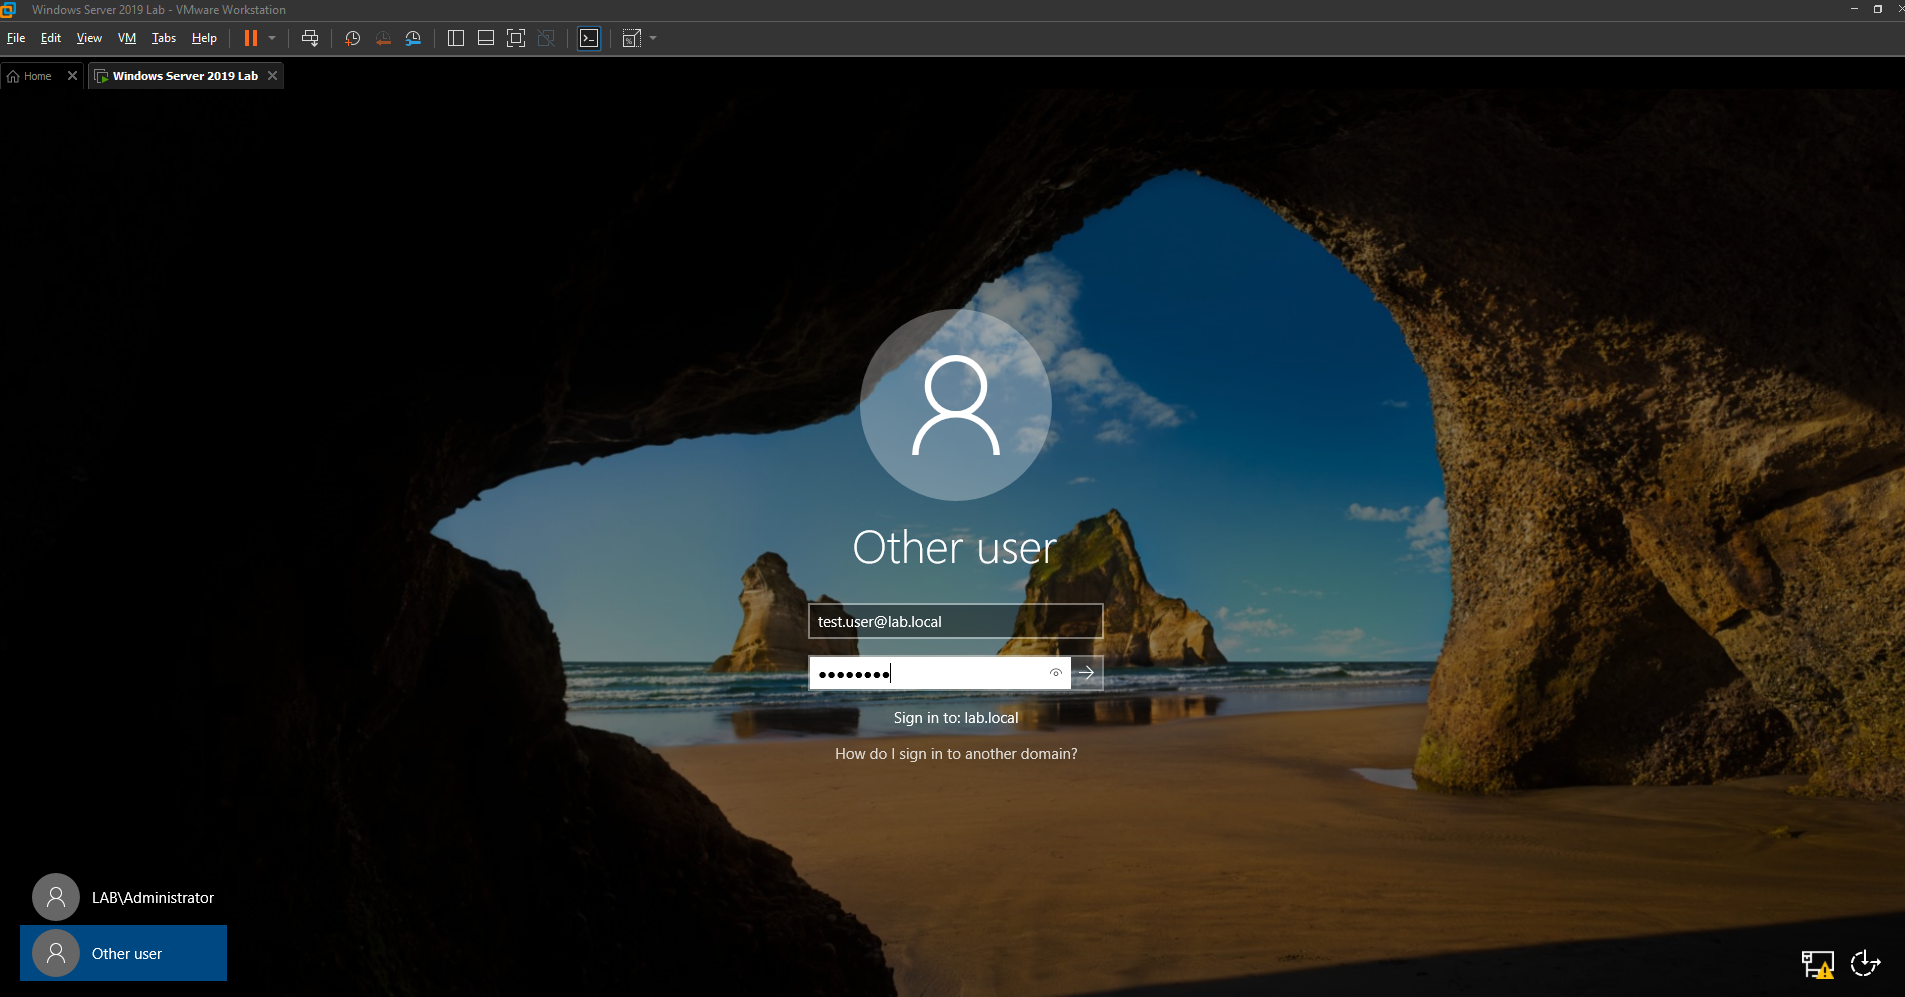 Windows Server 2019 Lab - VMware Workstation
File Edit View VM Tabs Help
Home Windows Server 2019 Lab
Other user
test.user@lab.local
Sign in to: lab.local
How do I sign in to another domain?
LAB\Administrator
Other user